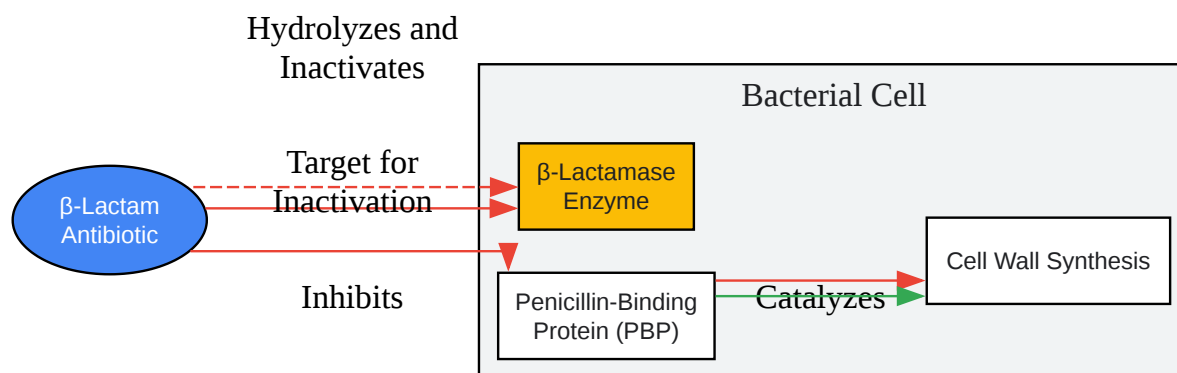 Hydrolyzes and
Inactivates
Bacterial Cell
Target for
Inactivation
β-Lactamase
Enzyme
β-Lactam
Antibiotic
Cell Wall Synthesis
Inhibits
Penicillin-Binding
Protein (PBP)
Catalyzes